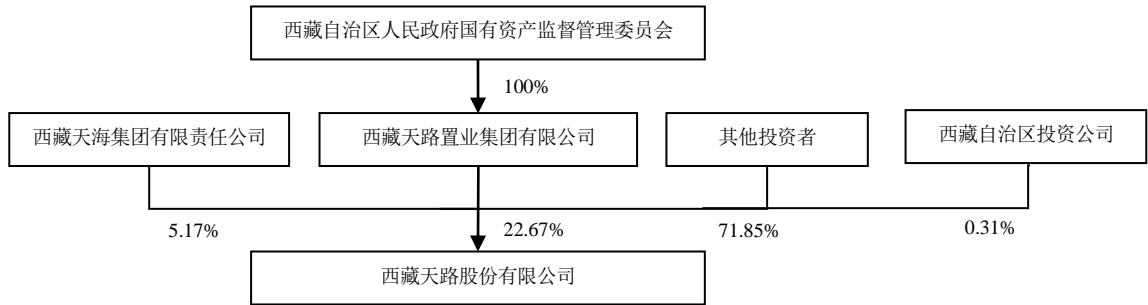 西藏自治区人民政府国有资产监督管理委员会
100%
西藏天海集团有限责任公司
西藏天路置业集团有限公司
其他投资者
西藏自治区投资公司
5.17%
22.67%
71.85%
0.31%
西藏天路股份有限公司